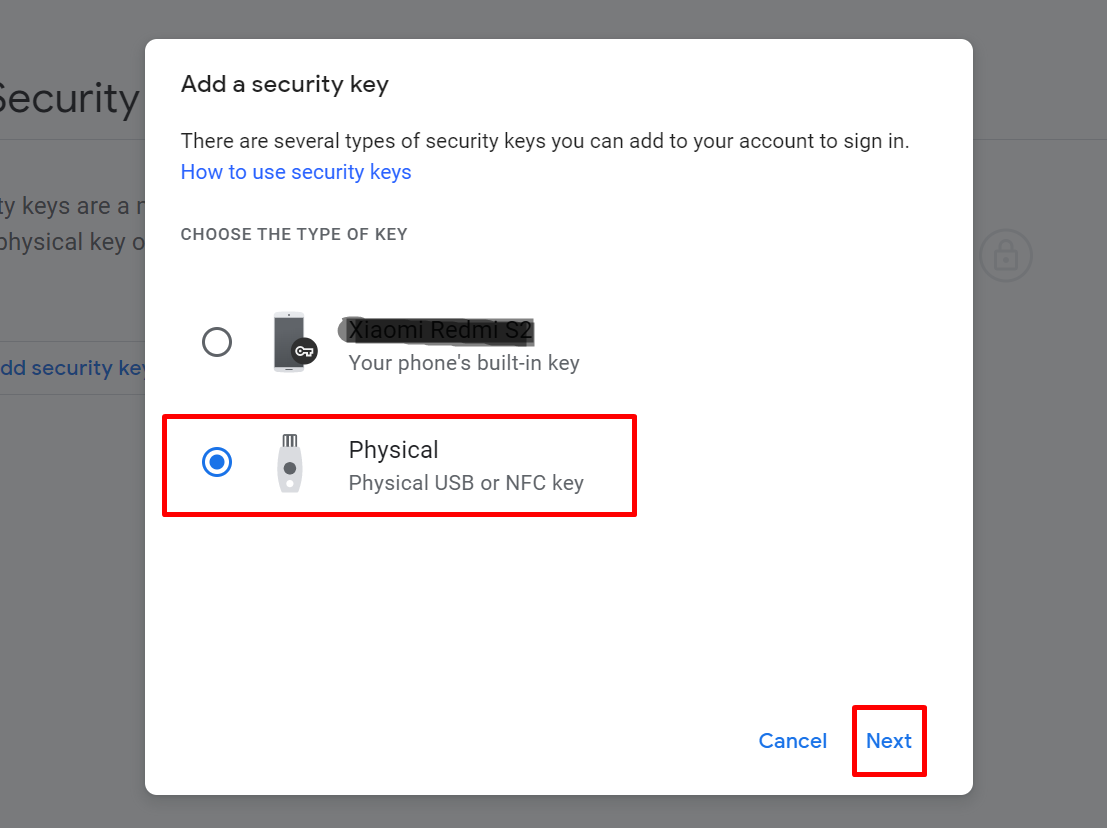 Add a security key
There are several types of security keys you can add to your account to sign in.
How to use security keys
CHOOSE THE TYPE OF KEY
Xiaomi Redmi S2
Your phone's built-in key
Physical
Physical USB or NFC key
Cancel
Next
Security
ty keys are a
physical key o
dd security key